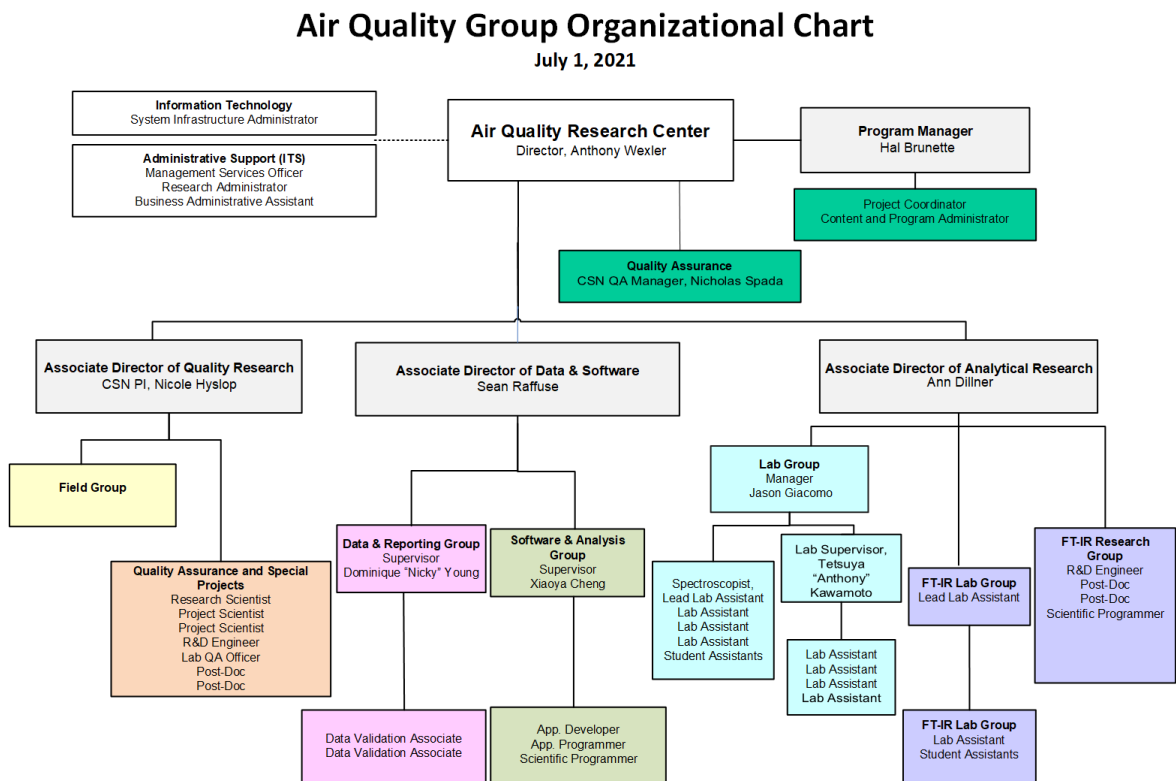 Air Quality Group Organizational Chart
July 1, 2021
Information Technology
System Infrastructure Administrator
Administrative Support (ITS)
Management Services Officer
Research Administrator
Business Administrative Assistant
Air Quality Research Center
Director, Anthony Wexler
Program Manager
Hal Brunette
Project Coordinator
Content and Program Administrator
Quality Assurance
CSN QA Manager, Nicholas Spada
Associate Director of Quality Research
CSN PI, Nicole Hyslop
Associate Director of Data & Software
Sean Raffuse
Associate Director of Analytical Research
Ann Dillner
Field Group
Quality Assurance and Special
Projects
Research Scientist
Project Scientist
Project Scientist
R&D Engineer
Lab QA Officer
Post-Doc
Post-Doc
Data & Reporting Group
Supervisor
Dominique “Nicky” Young
Data Validation Associate
Data Validation Associate
Software & Analysis
Group
Supervisor
Xiaoya Cheng
App. Developer
App. Programmer
Scientific Programmer
Lab Group
Manager
Jason Giacomo
Spectroscopist,
Lead Lab Assistant
Lab Assistant
Lab Assistant
Lab Assistant
Student Assistants
Lab Supervisor,
Tetsuya
“Anthony”
Kawamoto
Lab Assistant
Lab Assistant
Lab Assistant
Lab Assistant
FT-IR Lab Group
Lead Lab Assistant
FT-IR Lab Group
Lab Assistant
Student Assistants
FT-IR Research
Group
R&D Engineer
Post-Doc
Post-Doc
Scientific Programmer